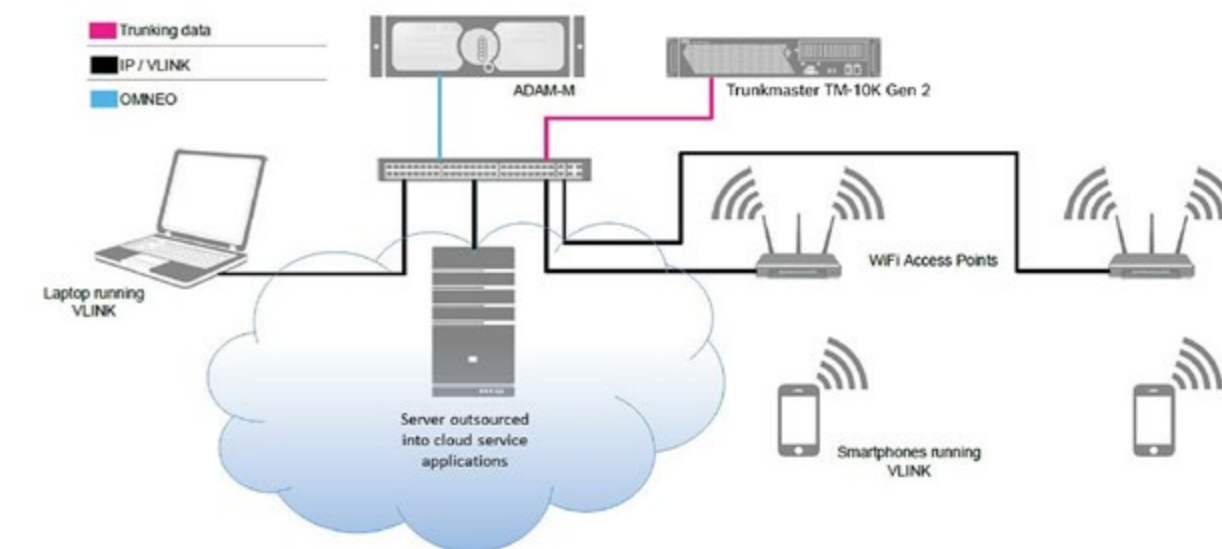 Trunking data
IP / VLINK
OMNEO
ADAM-M
Trunkmaster TM-10K Gen 2
Laptop running
VLINK
WiFi Access Points
Server outsourced
into cloud service
applications
Smartphones running
VLINK